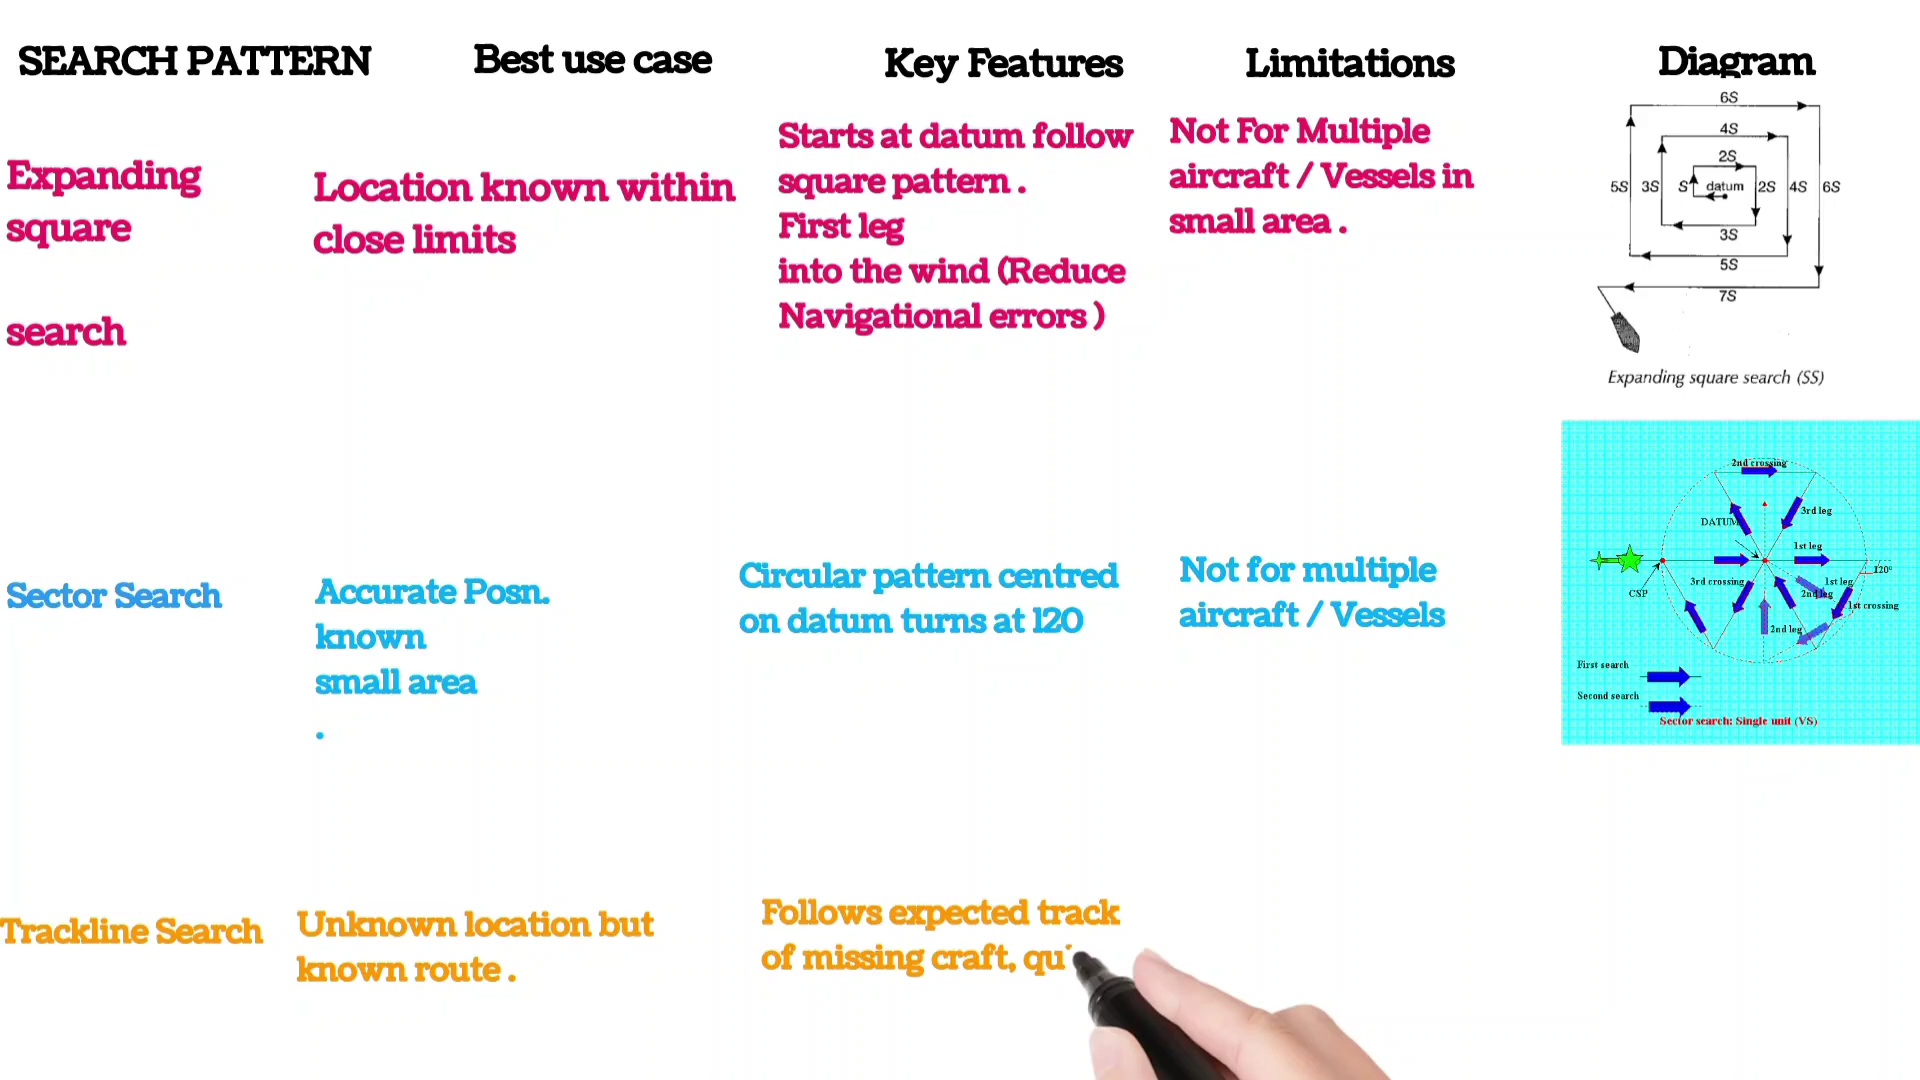 SEARCH PATTERN
Best use case
Key Features
Limitations
Diagram
Expanding
square
search
Location known within
close limits
Starts at datum follow
square pattern .
First leg
into the wind (Reduce
Navigational errors )
Not For Multiple
aircraft / Vessels in
small area .
6S
4S
2S
5S 3S S datum 2S 4S 6S
3S
5S
7S
Expanding square search (SS)
Sector Search
Accurate Posn.
known
small area
.
Circular pattern centred
on datum turns at 120
Not for multiple
aircraft / Vessels
2nd crossing
3rd leg
DATUM
1st leg
120°
3rd crossing
1st leg
CSP
2nd leg
1st crossing
2nd leg
First search
Second search
Sector search: Single unit (VS)
Trackline Search
Unknown location but
known route .
Follows expected track
of missing craft, qu